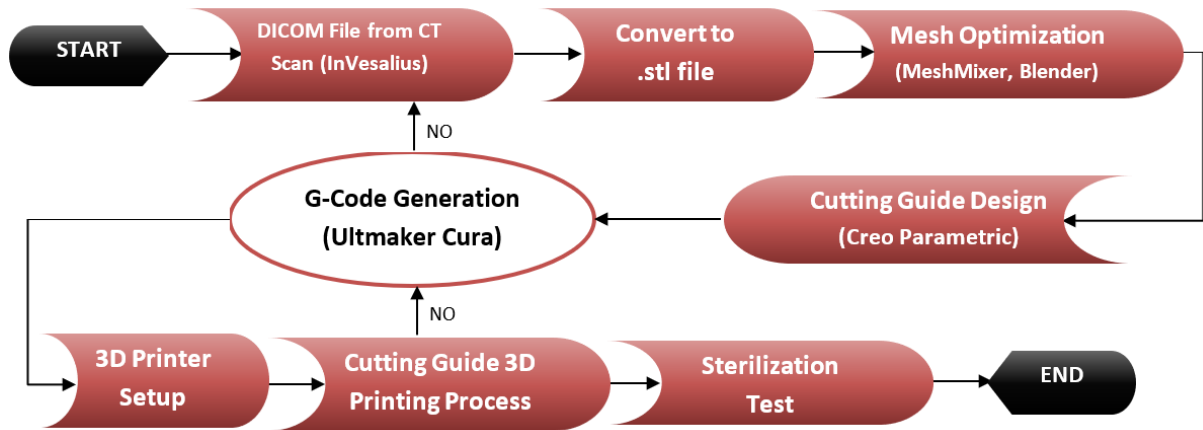 START
DICOM File from CT
Scan (InVesalius)
Convert to
.stl file
Mesh Optimization
(MeshMixer, Blender)
NO
G-Code Generation
(Ultmaker Cura)
Cutting Guide Design
(Creo Parametric)
NO
3D Printer
Setup
Cutting Guide 3D
Printing Process
Sterilization
Test
END